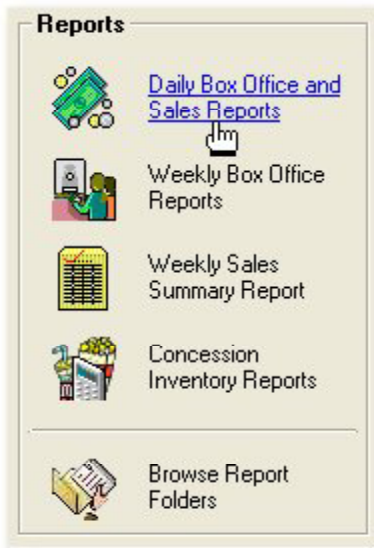 Reports
Daily Box Office and
Sales Reports
Weekly Box Office
Reports
Weekly Sales
Summary Report
Concession
Inventory Reports
Browse Report
Folders